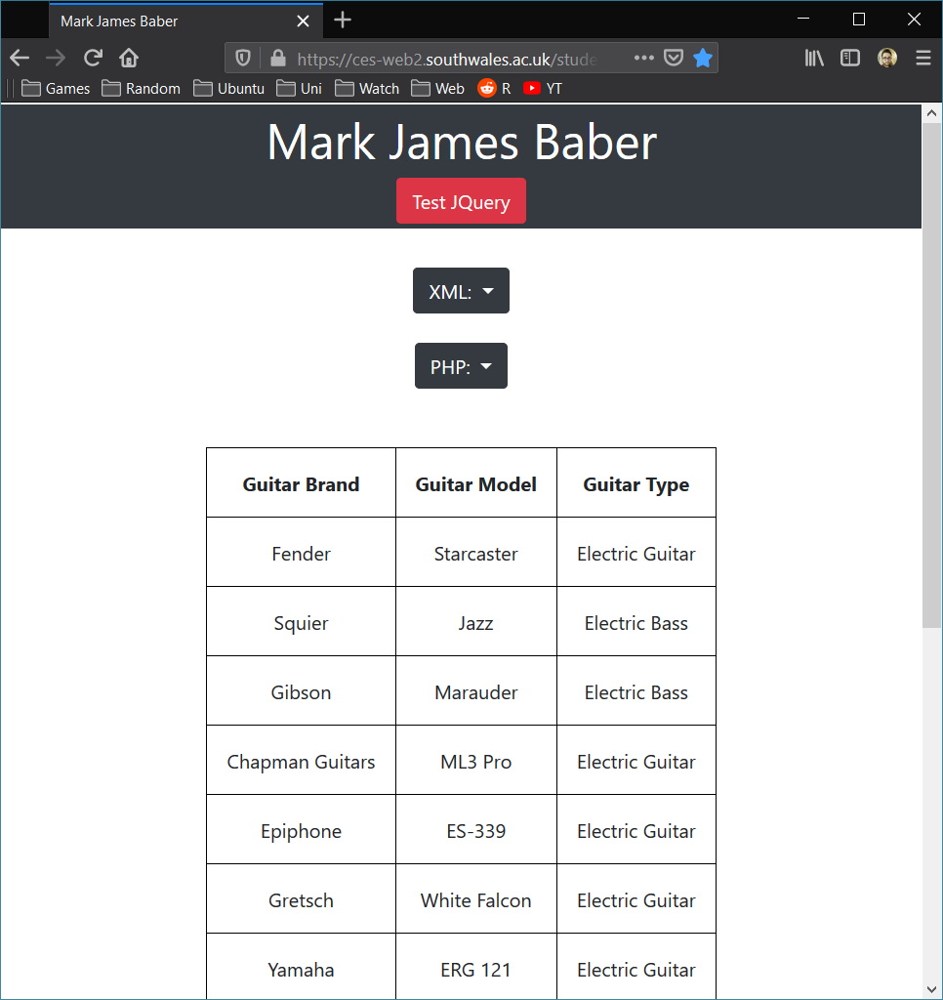 Mark James Baber
https://ces-web2.southwales.ac.uk/stude
Games Random Ubuntu Uni Watch Web R YT
Mark James Baber
Test JQuery
XML:
PHP:
Guitar Brand Guitar Model Guitar Type
Fender Starcaster Electric Guitar
Squier Jazz Electric Bass
Gibson Marauder Electric Bass
Chapman Guitars ML3 Pro Electric Guitar
Epiphone ES-339 Electric Guitar
Gretsch White Falcon Electric Guitar
Yamaha ERG 121 Electric Guitar